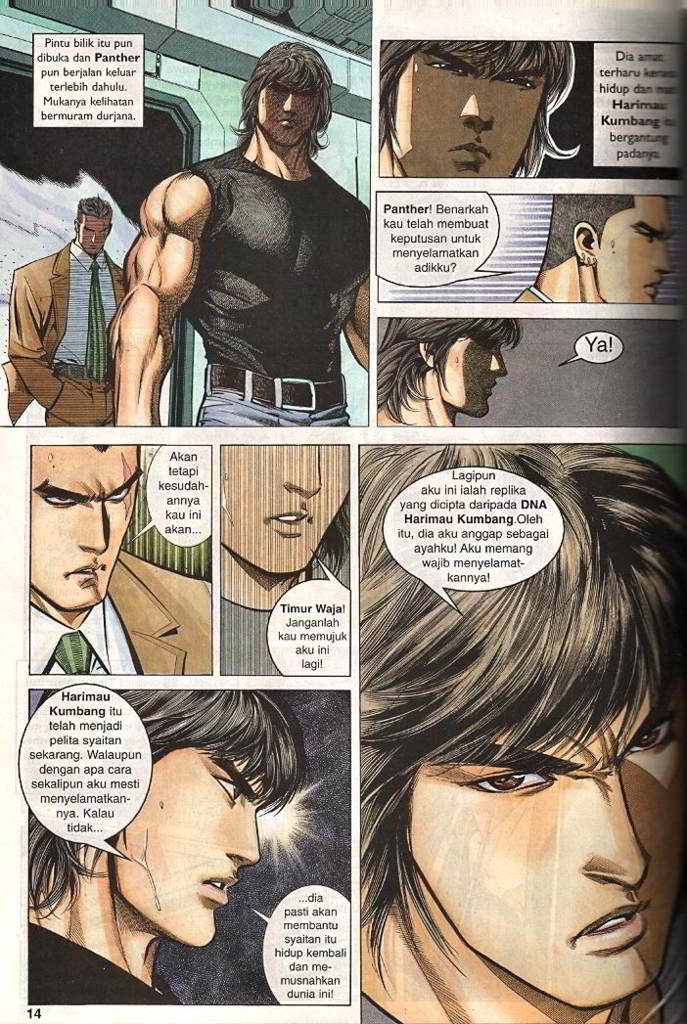 Pintu bilik itu pun
dibuka dan Panther
pun berjalan keluar
terlebih dahulu.
Mukanya kelihatan
bermuram durjana.
Dia amat
terharu kerana
hidup dan mati
Harimau
Kumbang itu
bergantung
padanya.
Panther! Benarkah
kau telah membuat
keputusan untuk
menyelamatkan
adikku?
Ya!
Akan
tetapi
kesudah-
annya
kau ini
akan...
Timur Waja!
Janganlah
kau memujuk
aku ini
lagi!
Lagipun
aku ini ialah replika
yang dicipta daripada DNA
Harimau Kumbang.Oleh
itu, dia aku anggap sebagai
ayahku! Aku memang
wajib menyelamat-
kannya!
Harimau
Kumbang itu
telah menjadi
pelita syaitan
sekarang. Walaupun
dengan apa cara
sekalipun aku mesti
menyelamatkan-
nya. Kalau
tidak...
...dia
pasti akan
membantu
syaitan itu
hidup kembali
dan me-
musnahkan
dunia ini!
14